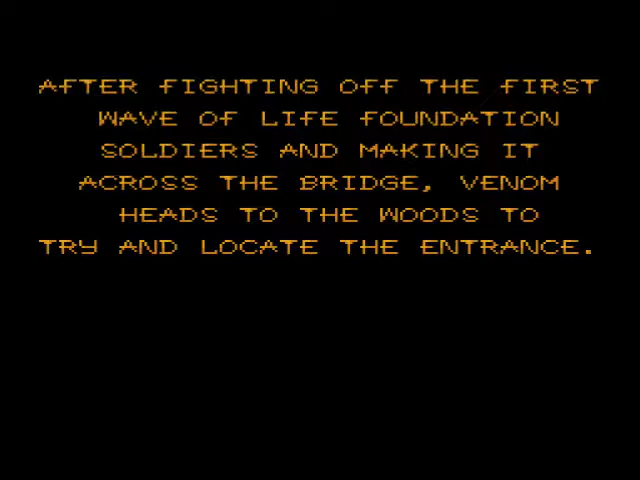 AFTER FIGHTING OFF THE FIRST
WAVE OF LIFE FOUNDATION
SOLDIERS AND MAKING IT
ACROSS THE BRIDGE, VENOM
HEADS TO THE WOODS TO
TRY AND LOCATE THE ENTRANCE.